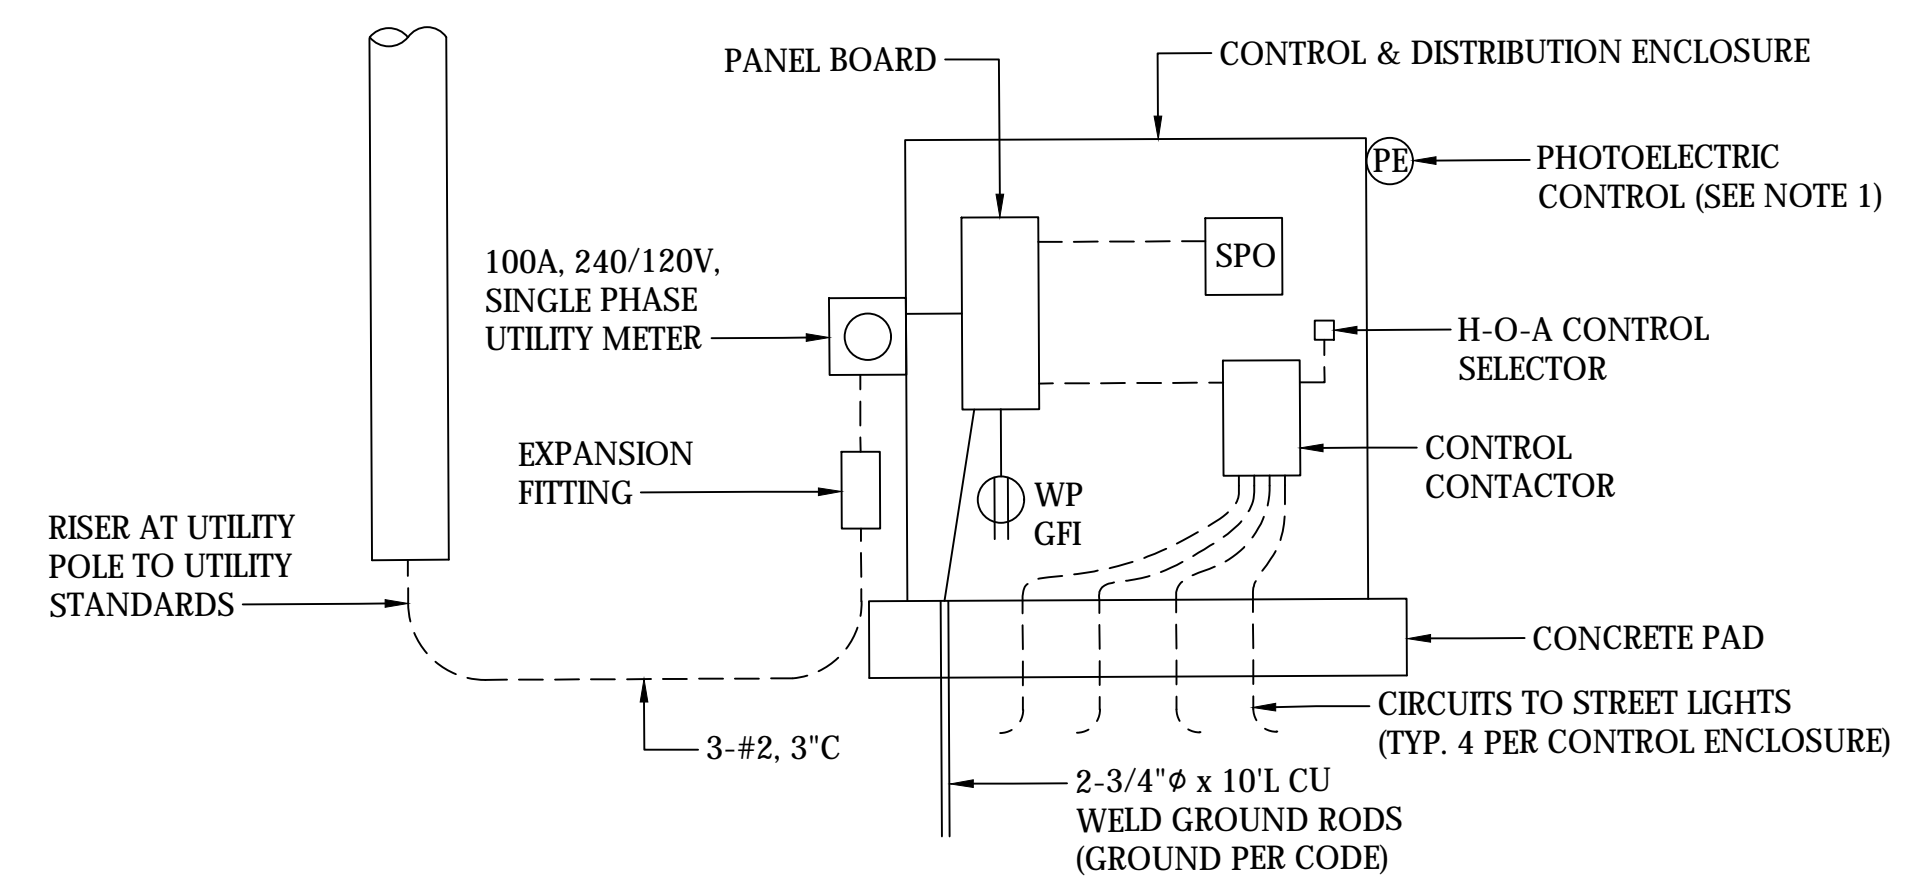 PANEL BOARD
CONTROL & DISTRIBUTION ENCLOSURE
PE
PHOTOELECTRIC
CONTROL (SEE NOTE 1)
100A, 240/120V,
SINGLE PHASE
UTILITY METER
SPO
H-O-A CONTROL
SELECTOR
EXPANSION
FITTING
WP
GFI
CONTROL
CONTACTOR
RISER AT UTILITY
POLE TO UTILITY
STANDARDS
CONCRETE PAD
3-#2, 3"C
CIRCUITS TO STREET LIGHTS
(TYP. 4 PER CONTROL ENCLOSURE)
2-3/4"ϕ x 10'L CU
WELD GROUND RODS
(GROUND PER CODE)